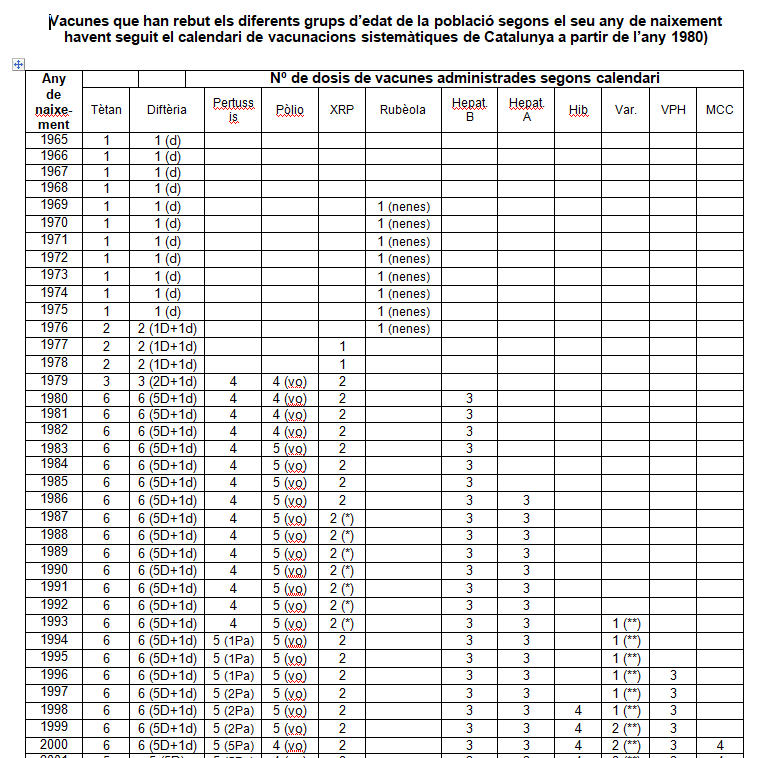 Vacunes que han rebut els diferents grups d'edat de la població segons el seu any de naixement
havent seguit el calendari de vacunacions sistemàtiques de Catalunya a partir de l'any 1980)
Any de naixe-ment Nº de dosis de vacunes administrades segons calendari
Tètan Diftèria Pertussis Pòlio XRP Rubèola Hepat. B Hepat. A Hib Var. VPH MCC
1965 1 1 (d)
1966 1 1 (d)
1967 1 1 (d)
1968 1 1 (d)
1969 1 1 (d) 1 (nenes)
1970 1 1 (d) 1 (nenes)
1971 1 1 (d) 1 (nenes)
1972 1 1 (d) 1 (nenes)
1973 1 1 (d) 1 (nenes)
1974 1 1 (d) 1 (nenes)
1975 1 1 (d) 1 (nenes)
1976 2 2 (1D+1d) 1 (nenes)
1977 2 2 (1D+1d) 1
1978 2 2 (1D+1d) 1
1979 3 3 (2D+1d) 4 4 (vo) 2
1980 6 6 (5D+1d) 4 4 (vo) 2 3
1981 6 6 (5D+1d) 4 4 (vo) 2 3
1982 6 6 (5D+1d) 4 4 (vo) 2 3
1983 6 6 (5D+1d) 4 5 (vo) 2 3
1984 6 6 (5D+1d) 4 5 (vo) 2 3
1985 6 6 (5D+1d) 4 5 (vo) 2 3
1986 6 6 (5D+1d) 4 5 (vo) 2 3 3
1987 6 6 (5D+1d) 4 5 (vo) 2 (*) 3 3
1988 6 6 (5D+1d) 4 5 (vo) 2 (*) 3 3
1989 6 6 (5D+1d) 4 5 (vo) 2 (*) 3 3
1990 6 6 (5D+1d) 4 5 (vo) 2 (*) 3 3
1991 6 6 (5D+1d) 4 5 (vo) 2 (*) 3 3
1992 6 6 (5D+1d) 4 5 (vo) 2 (*) 3 3
1993 6 6 (5D+1d) 4 5 (vo) 2 (*) 3 3 1 (**)
1994 6 6 (5D+1d) 5 (1Pa) 5 (vo) 2 3 3 1 (**)
1995 6 6 (5D+1d) 5 (1Pa) 5 (vo) 2 3 3 1 (**)
1996 6 6 (5D+1d) 5 (1Pa) 5 (vo) 2 3 3 1 (**) 3
1997 6 6 (5D+1d) 5 (2Pa) 5 (vo) 2 3 3 1 (**) 3
1998 6 6 (5D+1d) 5 (2Pa) 5 (vo) 2 3 3 4 1 (**) 3
1999 6 6 (5D+1d) 5 (2Pa) 5 (vo) 2 3 3 4 2 (**) 3
2000 6 6 (5D+1d) 5 (5Pa) 4 (vo) 2 3 3 4 2 (**) 3 4